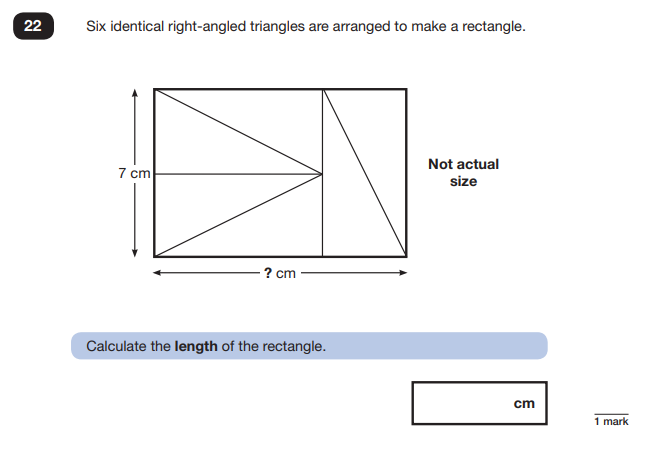 22
Six identical right-angled triangles are arranged to make a rectangle.
7 cm
Not actual
size
? cm
Calculate the length of the rectangle.
cm
1 mark